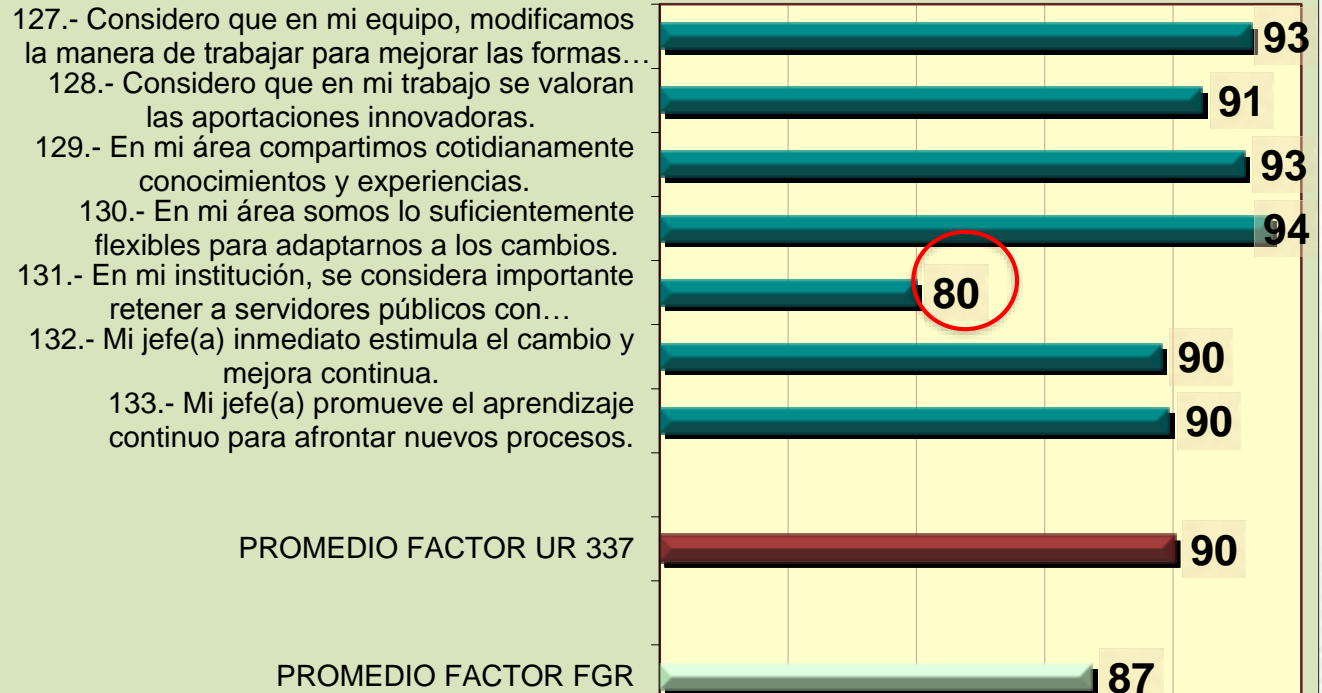 127.- Considero que en mi equipo, modificamos
la manera de trabajar para mejorar las formas…
93
128.- Considero que en mi trabajo se valoran
las aportaciones innovadoras.
91
129.- En mi área compartimos cotidianamente
conocimientos y experiencias.
93
130.- En mi área somos lo suficientemente
flexibles para adaptarnos a los cambios.
94
131.- En mi institución, se considera importante
retener a servidores públicos con…
80
132.- Mi jefe(a) inmediato estimula el cambio y
mejora continua.
90
133.- Mi jefe(a) promueve el aprendizaje
continuo para afrontar nuevos procesos.
90
PROMEDIO FACTOR UR 337
90
PROMEDIO FACTOR FGR
87